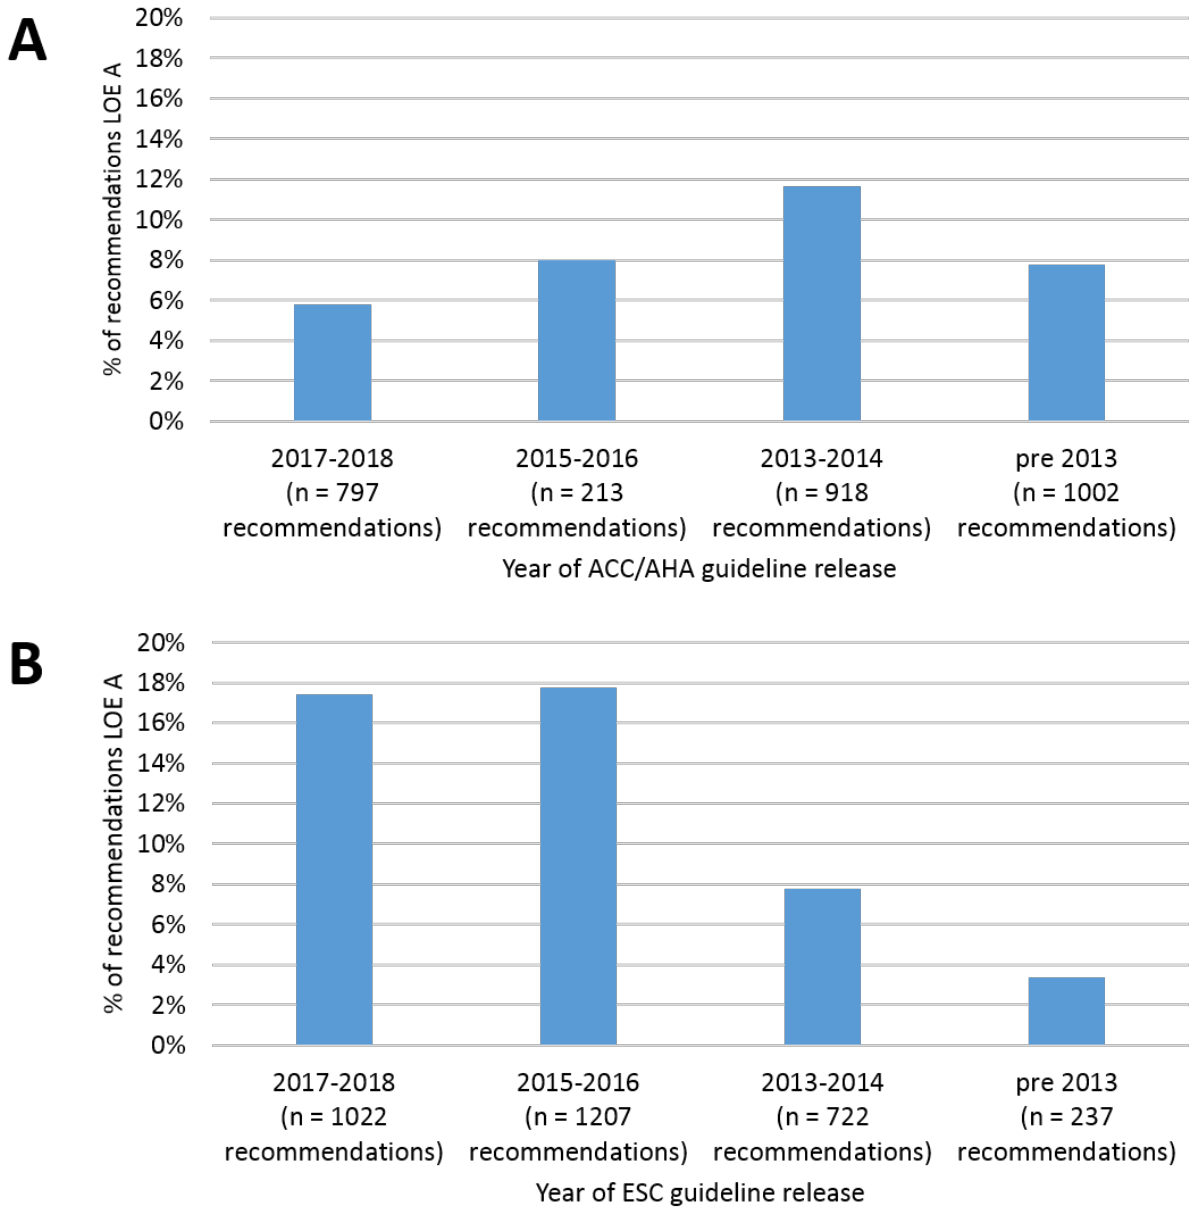 A
% of recommendations LOE A
20%
18%
16%
14%
12%
10%
8%
6%
4%
2%
0%
2017-2018
(n = 797
recommendations)
2015-2016
(n = 213
recommendations)
2013-2014
(n = 918
recommendations)
pre 2013
(n = 1002
recommendations)
Year of ACC/AHA guideline release
B
% of recommendations LOE A
20%
18%
16%
14%
12%
10%
8%
6%
4%
2%
0%
2017-2018
(n = 1022
recommendations)
2015-2016
(n = 1207
recommendations)
2013-2014
(n = 722
recommendations)
pre 2013
(n = 237
recommendations)
Year of ESC guideline release